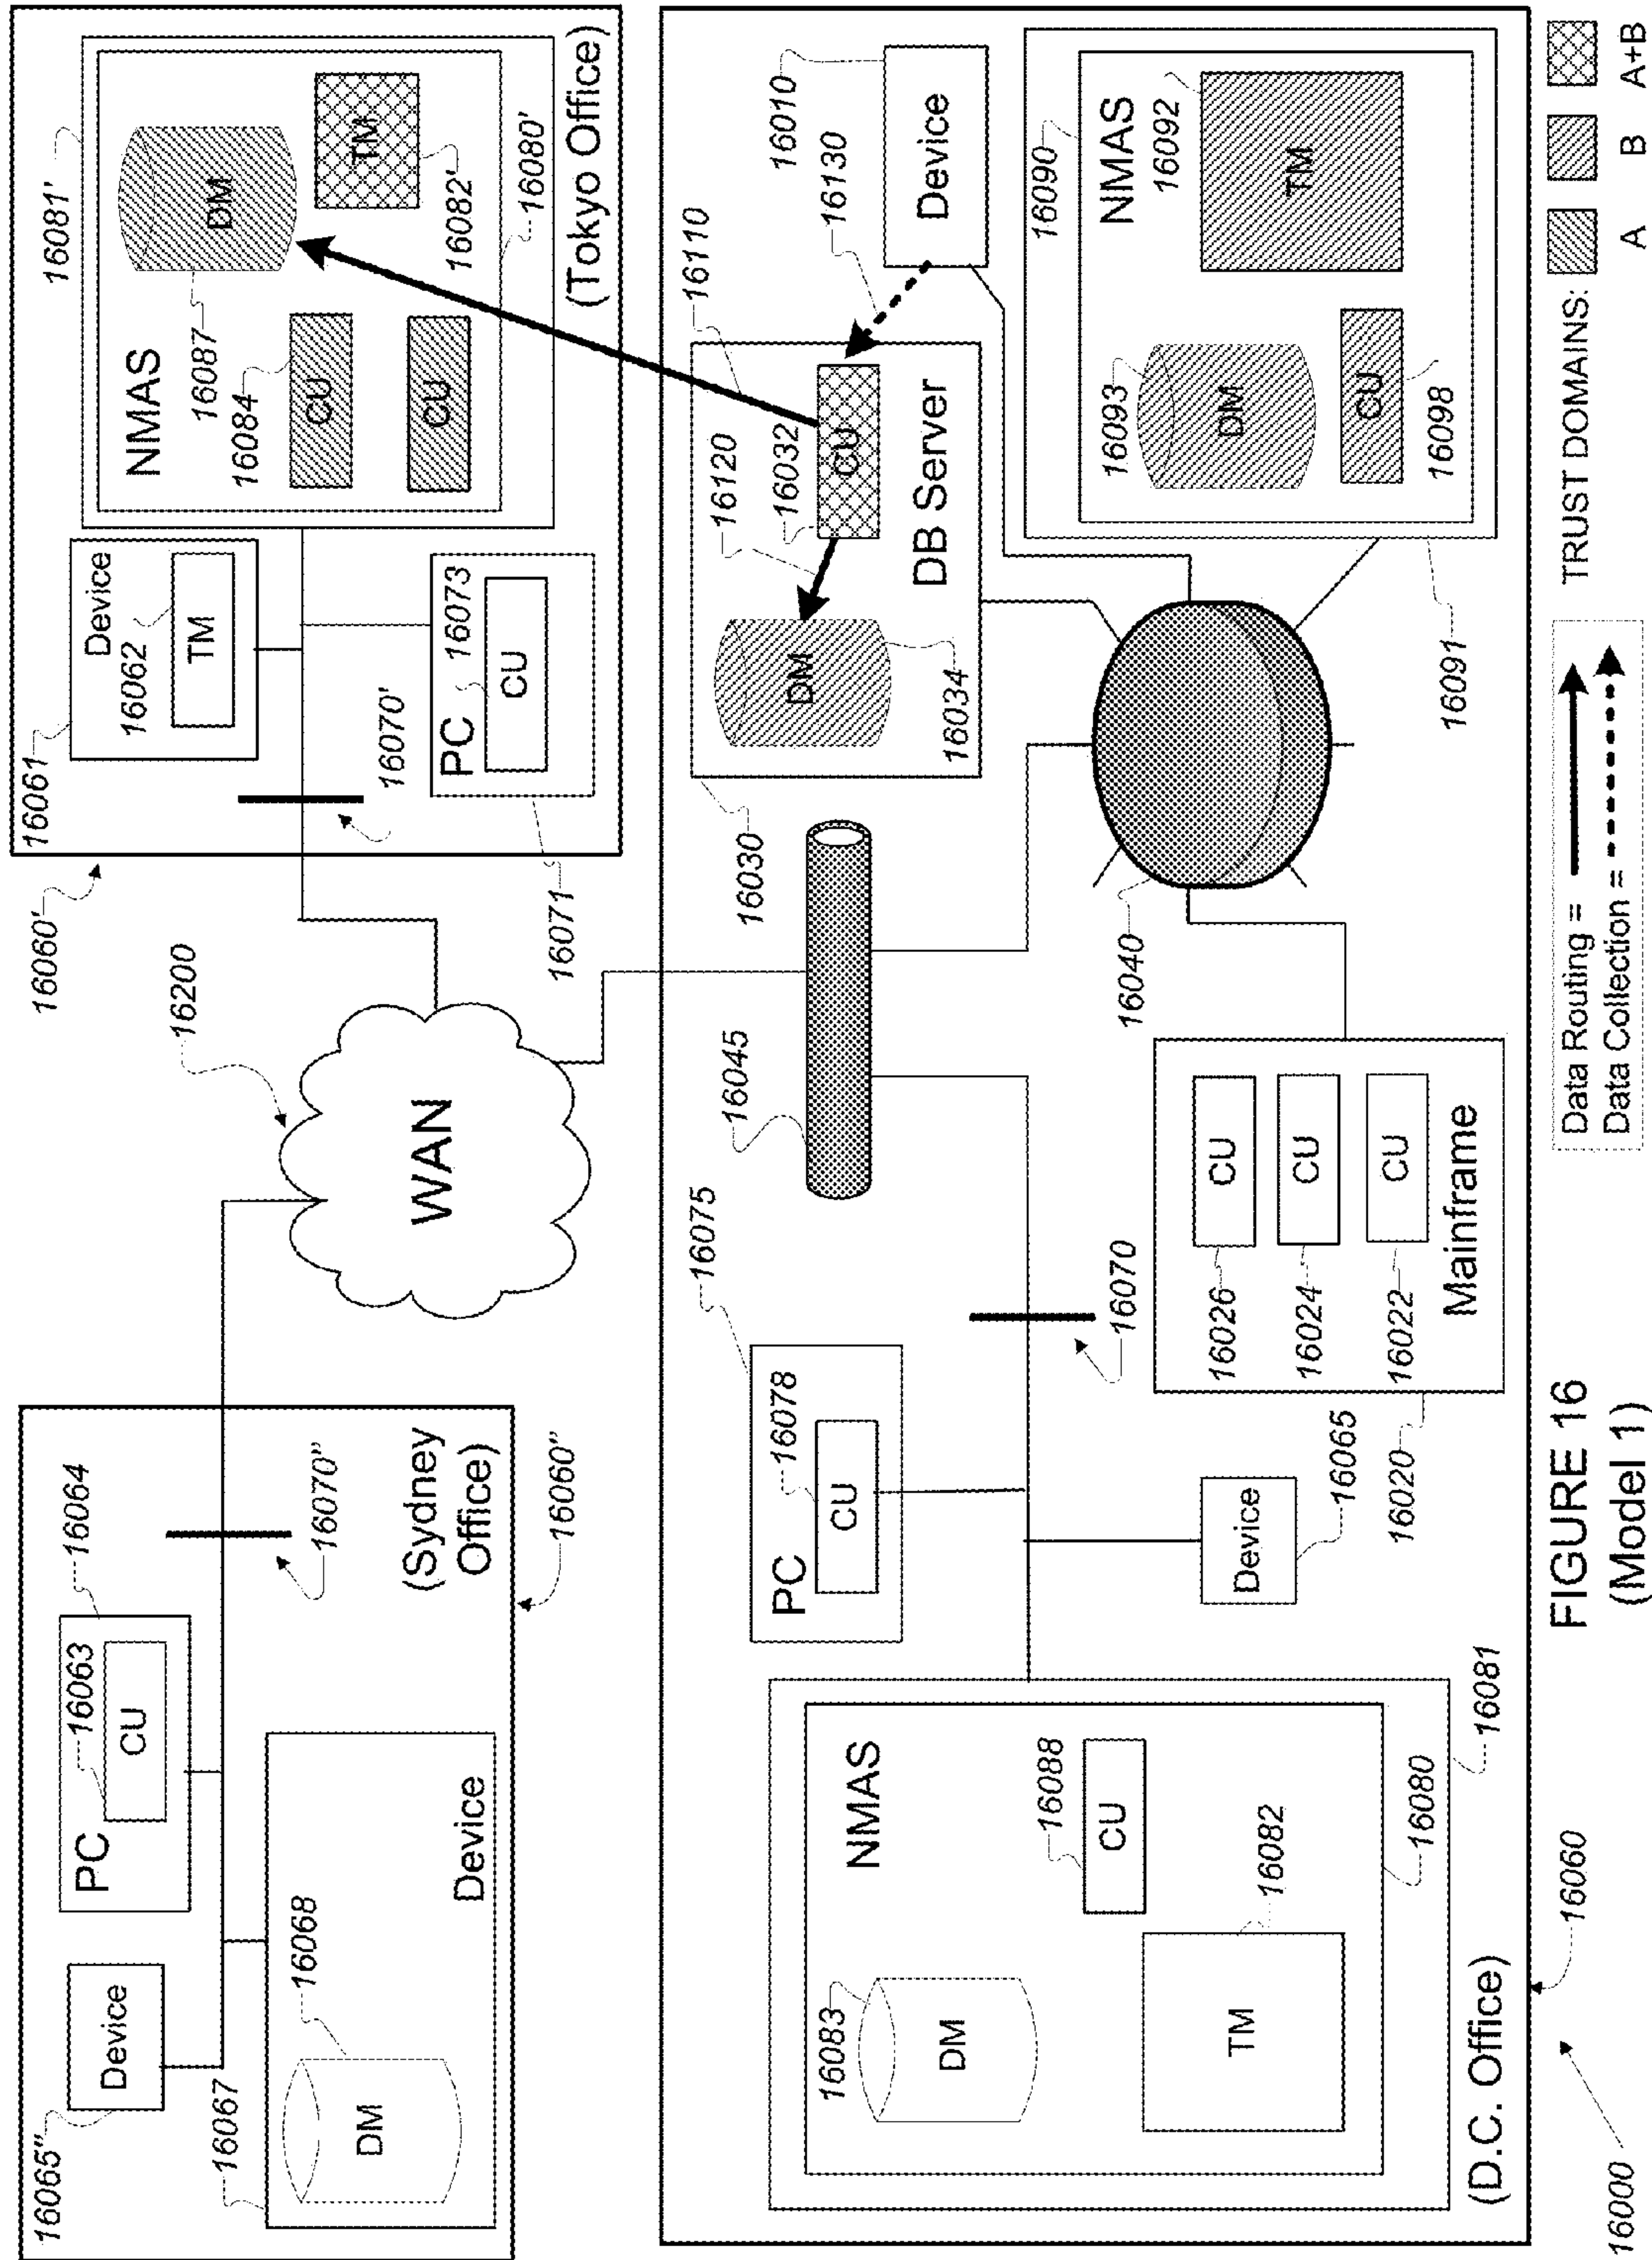 16065"
Device
PC
16063
CU
16064
16070"
(Sydney
Office)
16060"
16067
16068
DM
Device
16200
WAN
16060'
16061
Device
16062
TM
16070'
PC
16073
CU
16071
16081'
NMAS
DM
16087
16084
CU
CU
TM
16082'
16080'
(Tokyo Office)
16075
PC
16078
CU
16045
16030
16120
16032
16110
CU
DM
DB Server
16034
16130
16010
Device
NMAS
16083
DM
16088
CU
16082
TM
16080
16081
16070
Device
16065
16020
16026
CU
16024
CU
16022
CU
Mainframe
16040
16091
16090
NMAS
16092
TM
16093
DM
CU
16098
(D.C. Office)
16060
16000
FIGURE 16
(Model 1)
Data Routing =
Data Collection =
TRUST DOMAINS:
A
B
A+B